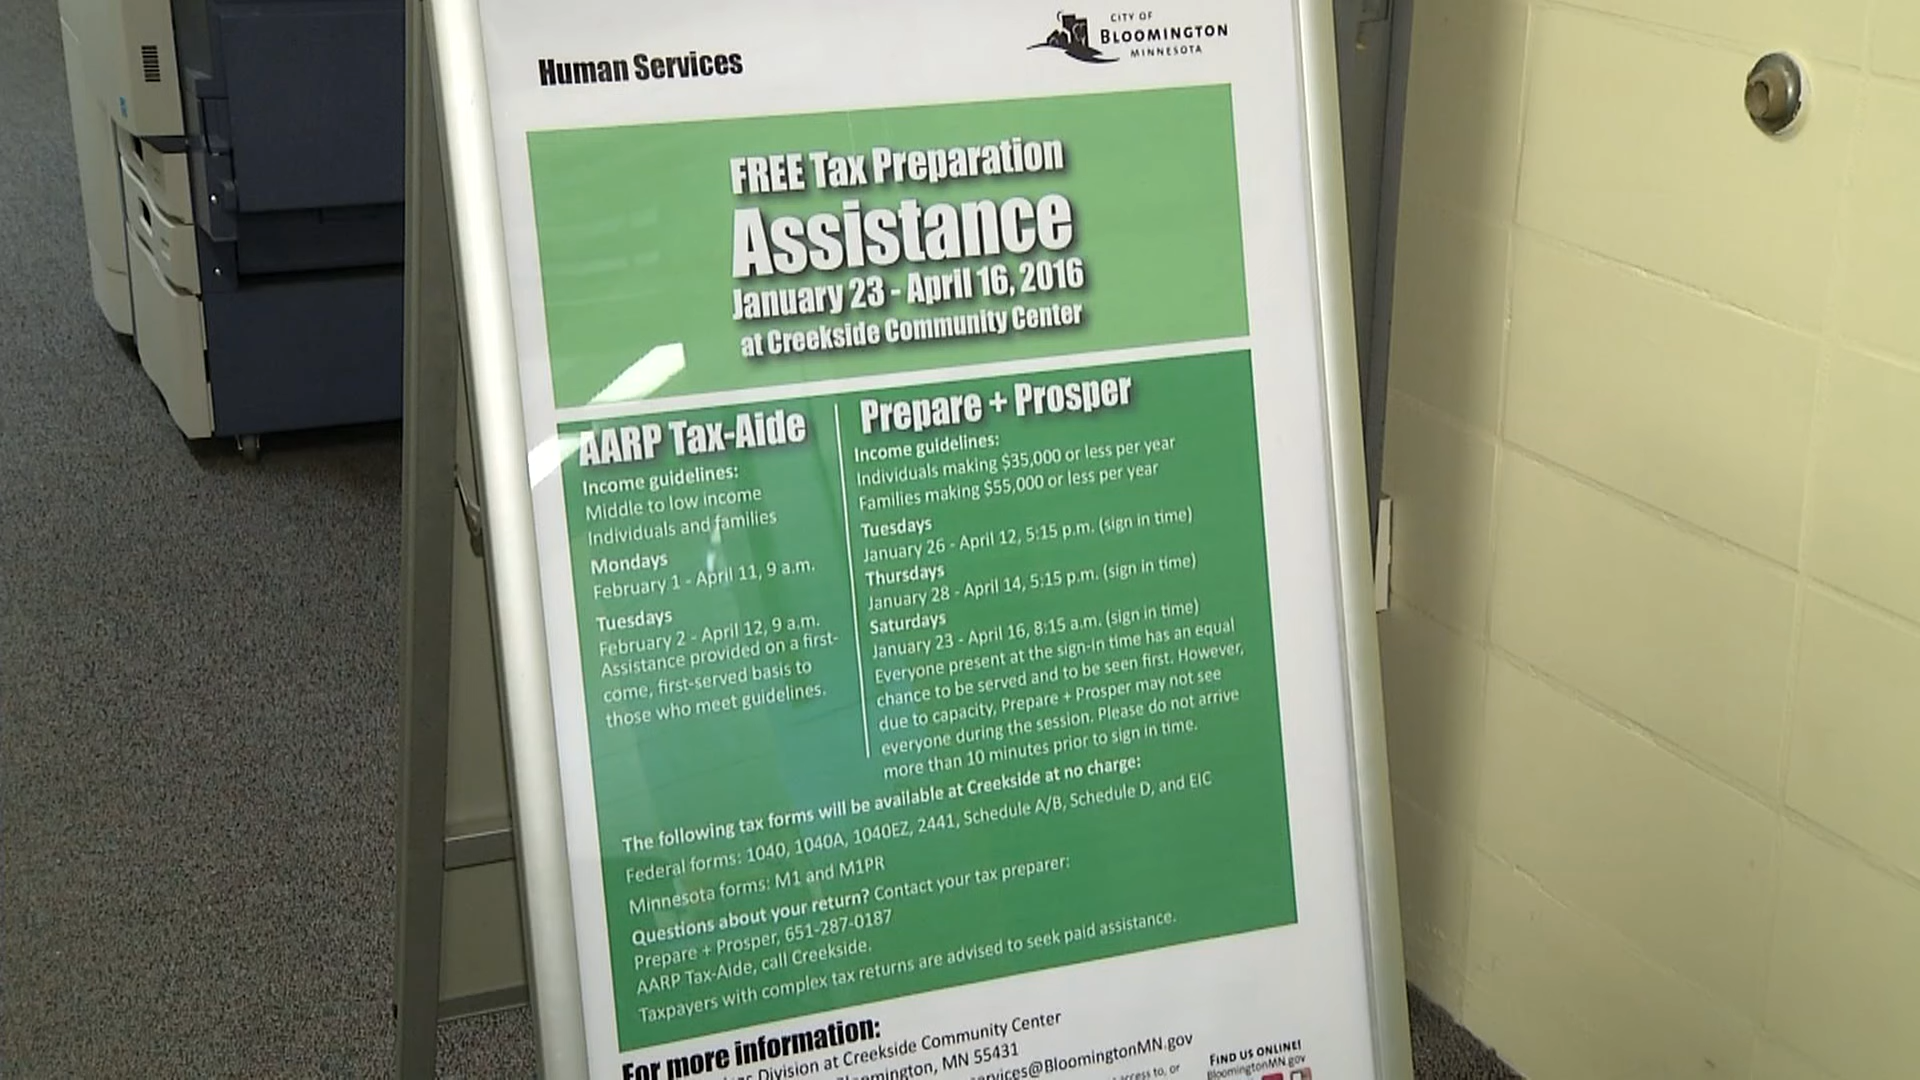 CITY OF
BLOOMINGTON
MINNESOTA
Human Services
FREE Tax Preparation
Assistance
January 23 - April 16, 2016
at Creekside Community Center
AARP Tax-Aide
Income guidelines:
Middle to low income
Individuals and families
Mondays
February 1 - April 11, 9 a.m.
Tuesdays
February 2 - April 12, 9 a.m.
Assistance provided on a first-
come, first-served basis to
those who meet guidelines.
Prepare + Prosper
Income guidelines:
Individuals making $35,000 or less per year
Families making $55,000 or less per year
Tuesdays
January 26 - April 12, 5:15 p.m. (sign in time)
Thursdays
January 28 - April 14, 5:15 p.m. (sign in time)
Saturdays
January 23 - April 16, 8:15 a.m. (sign in time)
Everyone present at the sign-in time has an equal
chance to be served and to be seen first. However,
due to capacity, Prepare + Prosper may not see
everyone during the session. Please do not arrive
more than 10 minutes prior to sign in time.
The following tax forms will be available at Creekside at no charge:
Federal forms: 1040, 1040A, 1040EZ, 2441, Schedule A/B, Schedule D, and EIC
Minnesota forms: M1 and M1PR
Questions about your return? Contact your tax preparer:
Prepare + Prosper, 651-287-0187
AARP Tax-Aide, call Creekside.
Taxpayers with complex tax returns are advised to seek paid assistance.
For more information:
Division at Creekside Community Center
MN 55431
@BloomingtonMN.gov
access to, or
FIND US ONLINE!
BloomingtonMN.gov